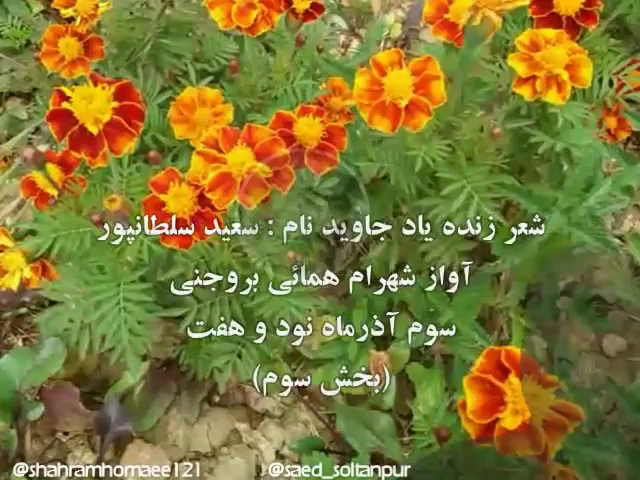 شعر زنده یاد جاوید نام : سعید سلطانپور
آواز شهرام همائی بروجنی
سوم آذرماه نود و هفت
(بخش سوم)
@shahramhomaee121 @saed_soltanpur